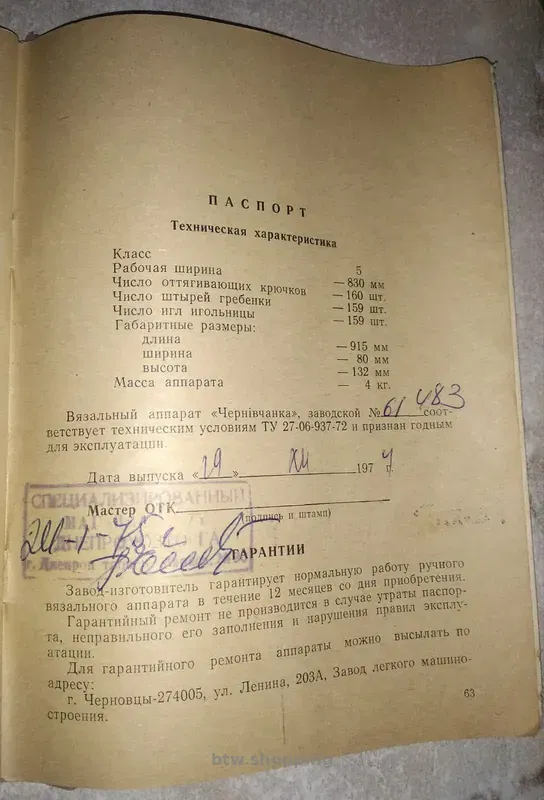 ПАСПОРТ
Техническая характеристика
Класс 5
Рабочая ширина —830 мм
Число оттягивающих крючков —160 шт.
Число штырей гребенки —159 шт.
Число игл игольницы —159 шт.
Габаритные размеры:
длина —915 мм
ширина — 80 мм
высота —132 мм
Масса аппарата — 4 кг.
Вязальный аппарат «Чернівчанка», заводской № 61483 соот-
ветствует техническим условиям ТУ 27-06-937-72 и признан годным
для эксплуатации.
Дата выпуска «29» XII 1974 г.
Мастер ОТК
(подпись и штамп)
СПЕЦИАЛИЗИРОВАННЫЙ
ГАРАНТИИ
Завод-изготовитель гарантирует нормальную работу ручного
вязального аппарата в течение 12 месяцев со дня приобретения.
Гарантийный ремонт не производится в случае утраты паспор-
та, неправильного его заполнения и нарушения правил эксплу-
атации.
Для гарантийного ремонта аппараты можно высылать по
адресу:
г. Черновцы-274005, ул. Ленина, 203А, Завод легкого машино-
строения.
63